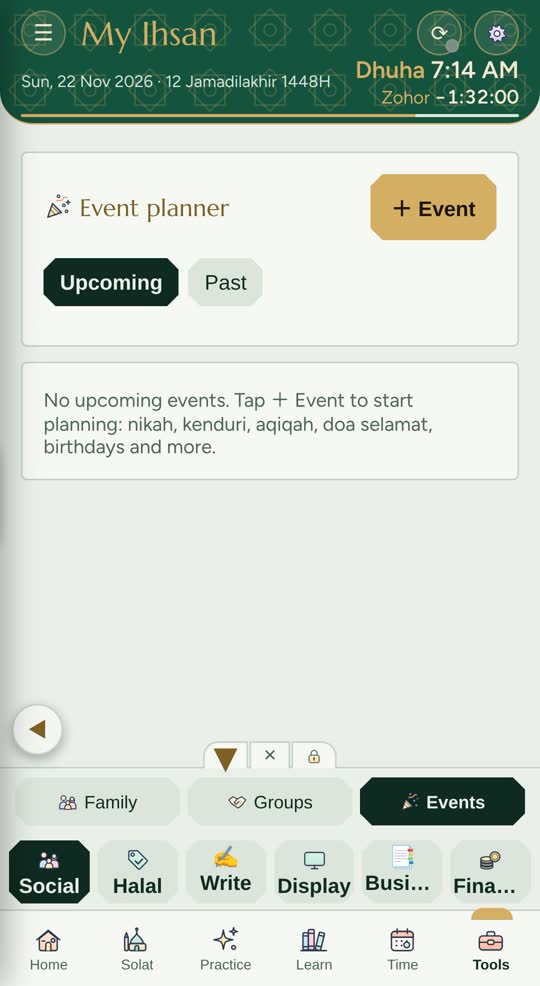 My Ihsan
Sun, 22 Nov 2026 · 12 Jamadilakhir 1448H
Dhuha 7:14 AM
Zohor −1:32:00
Event planner
+ Event
Upcoming
Past
No upcoming events. Tap + Event to start
planning: nikah, kenduri, aqiqah, doa selamat,
birthdays and more.
Family
Groups
Events
Social
Halal
Write
Display
Busi…
Fina…
Home
Solat
Practice
Learn
Time
Tools